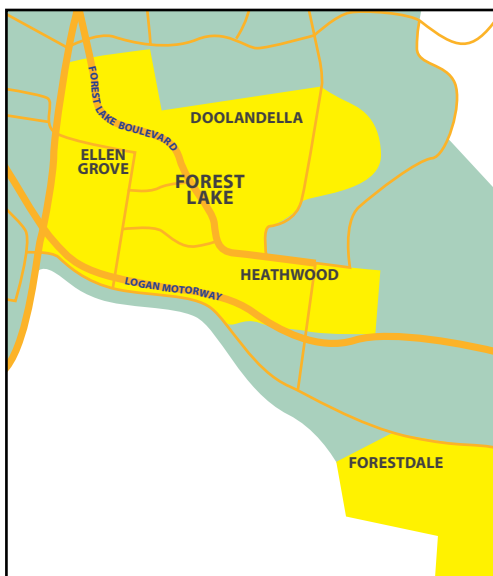 FOREST LAKE BOULEVARD
DOOLANDELLA
ELLEN
GROVE
FOREST
LAKE
HEATHWOOD
LOGAN MOTORWAY
FORESTDALE